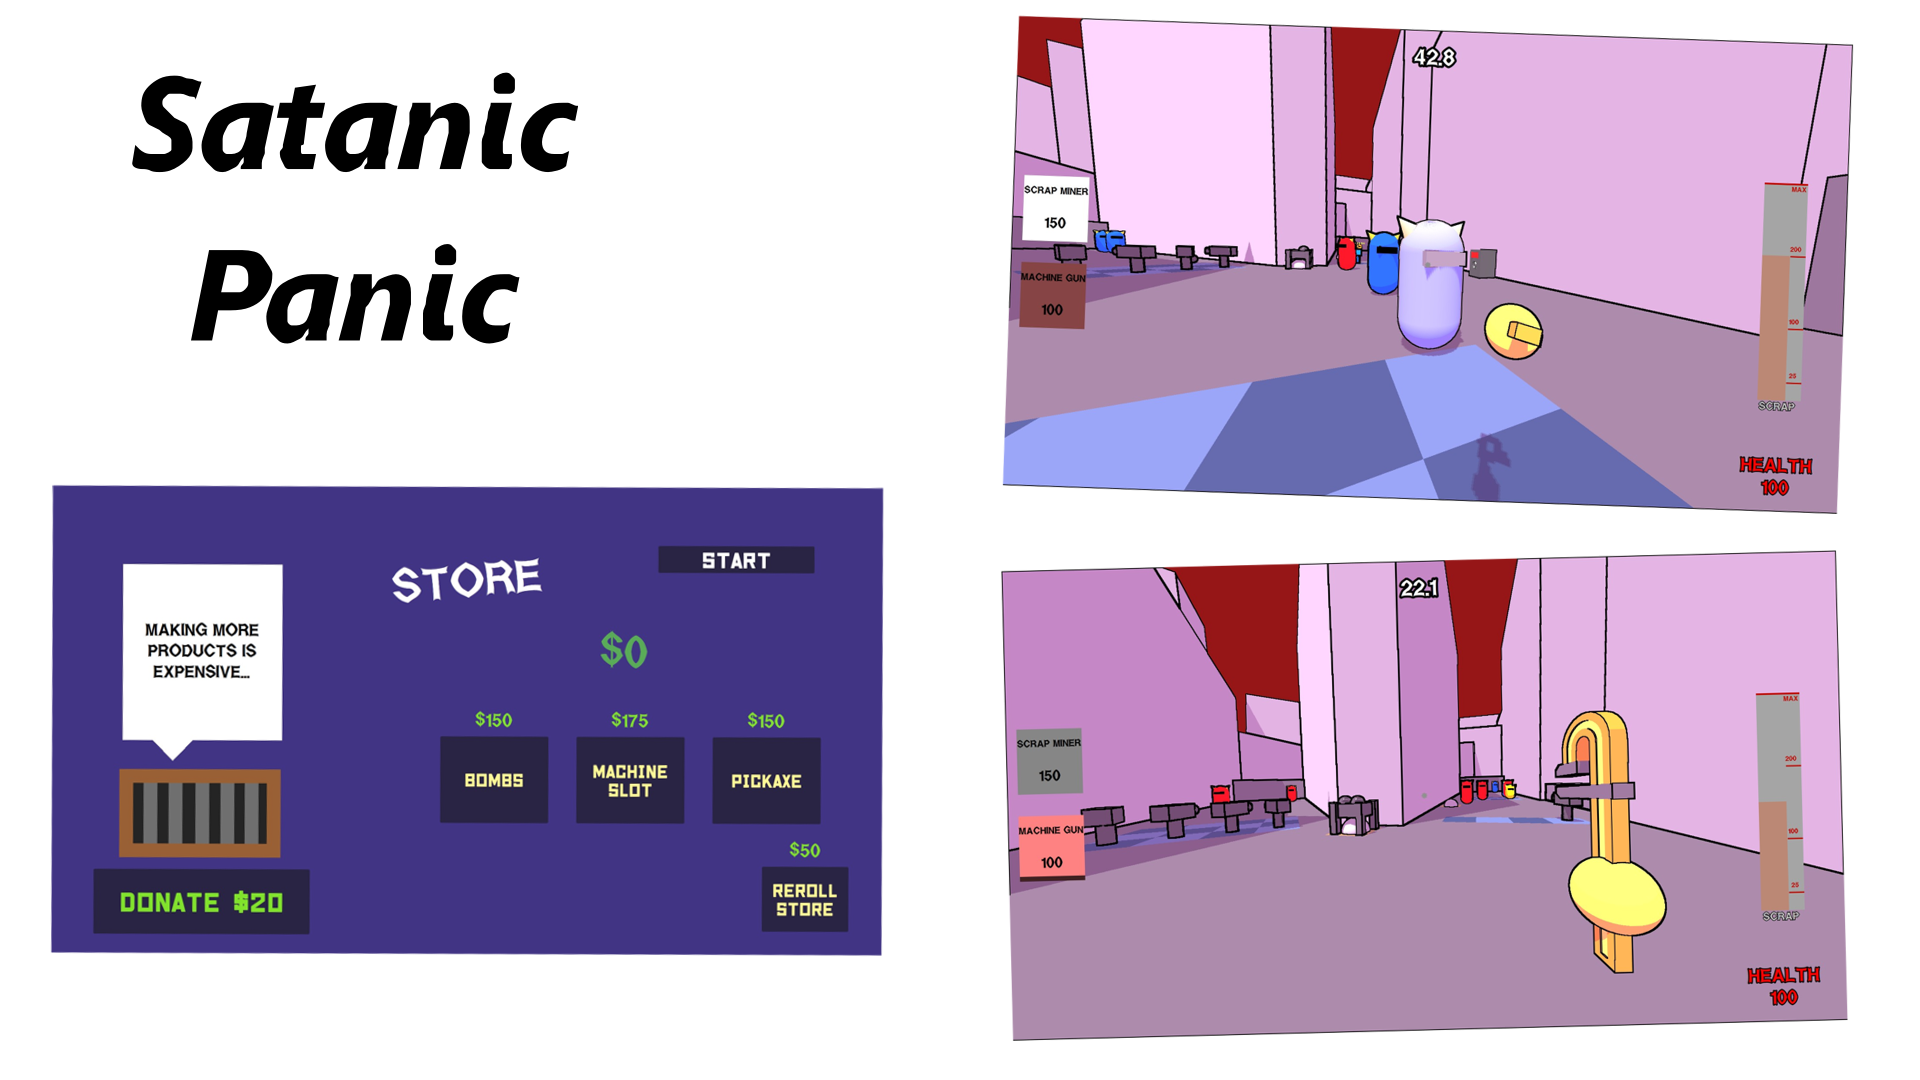 Satanic
Panic
42.8
SCRAP MINER
150
MACHINE GUN
100
MAX
200
100
25
SCRAP
HEALTH
100
STORE
START
$0
MAKING MORE
PRODUCTS IS
EXPENSIVE...
$150
$175
$150
BOMBS
MACHINE
SLOT
PICKAXE
$50
REROLL
STORE
DONATE $20
22.1
SCRAP MINER
150
MACHINE GUN
100
MAX
200
100
25
SCRAP
HEALTH
100